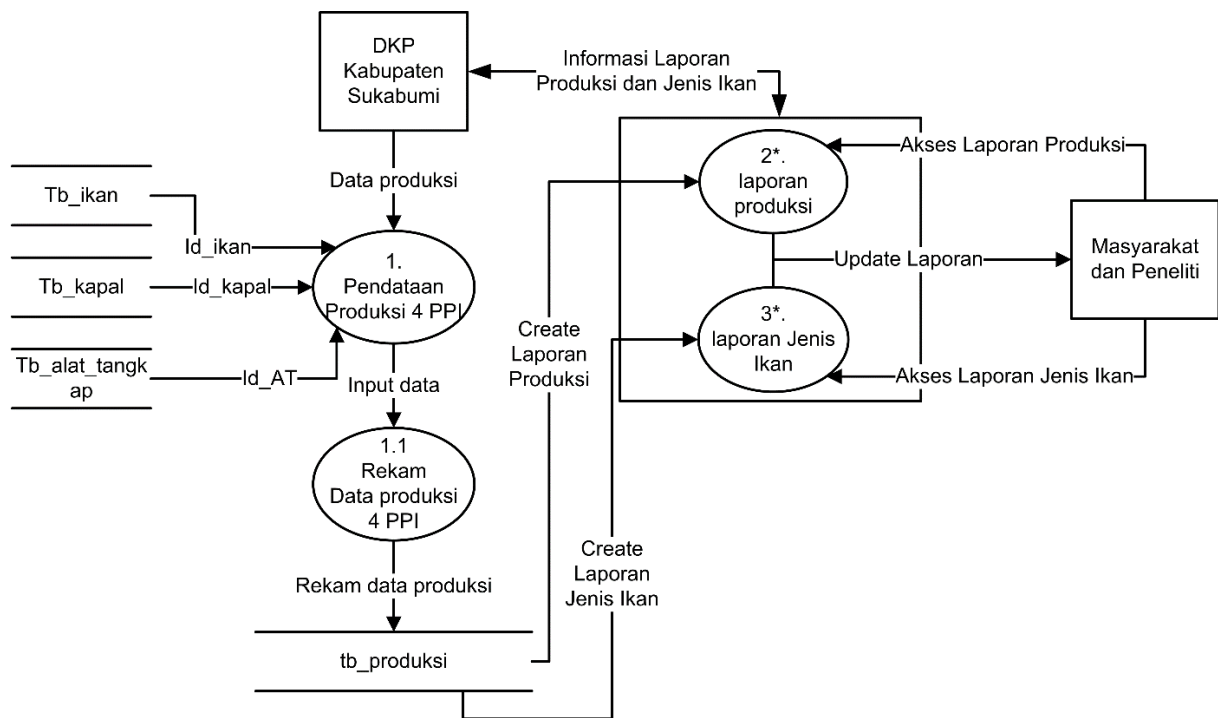 DKP
Kabupaten
Sukabumi
Informasi Laporan
Produksi dan Jenis Ikan
Data produksi
Tb_ikan
Id_ikan
Tb_kapal
Id_kapal
Tb_alat_tangk
ap
Id_AT
1.
Pendataan
Produksi 4 PPI
Input data
1.1
Rekam
Data produksi
4 PPI
Rekam data produksi
tb_produksi
Create
Laporan
Produksi
Create
Laporan
Jenis Ikan
2*.
laporan
produksi
Akses Laporan Produksi
Update Laporan
3*.
laporan Jenis
Ikan
Akses Laporan Jenis Ikan
Masyarakat
dan Peneliti